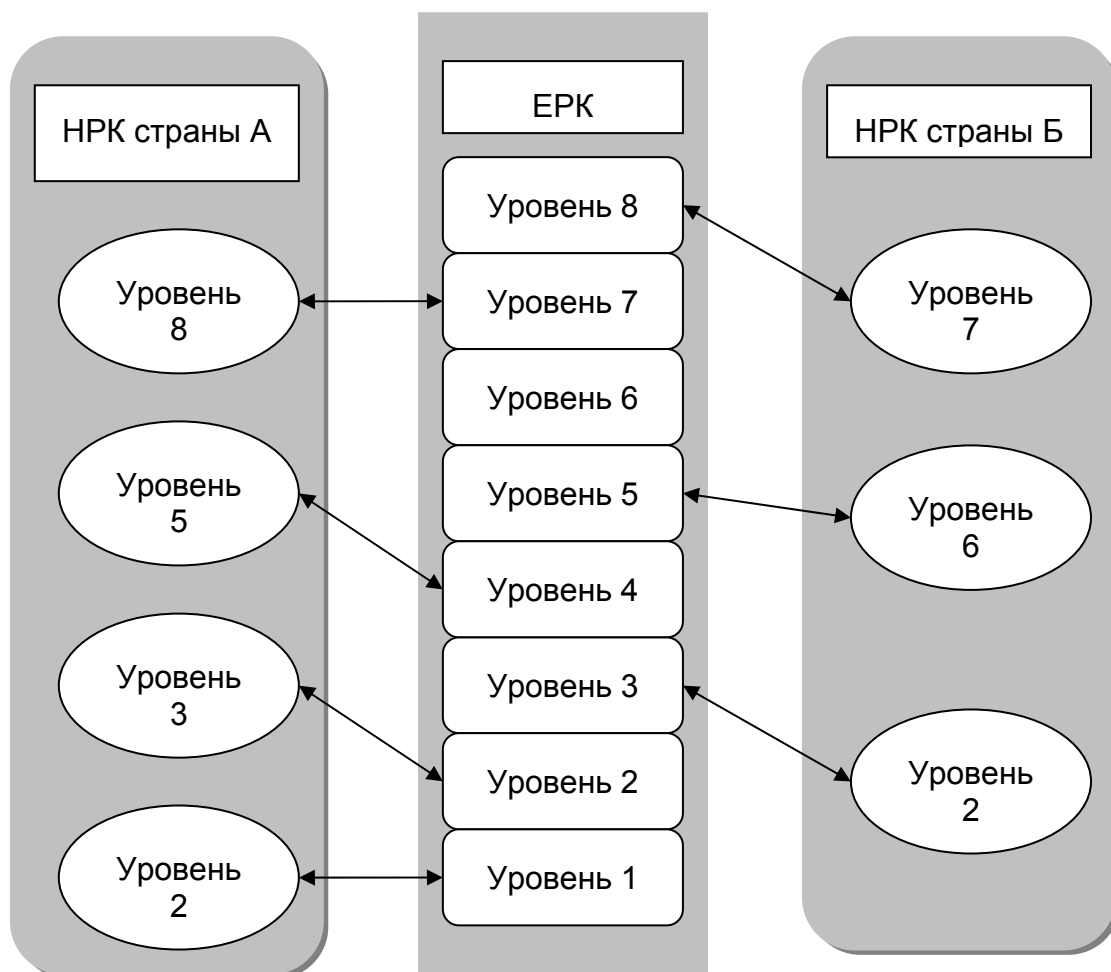 НРК страны А
Уровень
8
Уровень
5
Уровень
3
Уровень
2
ЕРК
Уровень 8
Уровень 7
Уровень 6
Уровень 5
Уровень 4
Уровень 3
Уровень 2
Уровень 1
НРК страны Б
Уровень
7
Уровень
6
Уровень
2